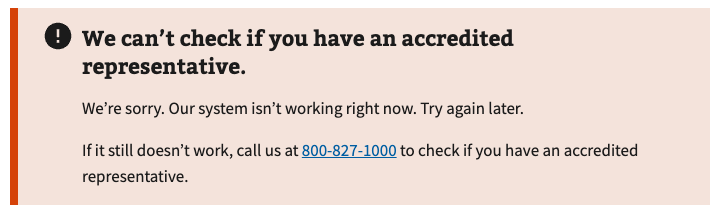 We can’t check if you have an accredited
representative.
We’re sorry. Our system isn’t working right now. Try again later.
If it still doesn’t work, call us at 800-827-1000 to check if you have an accredited
representative.